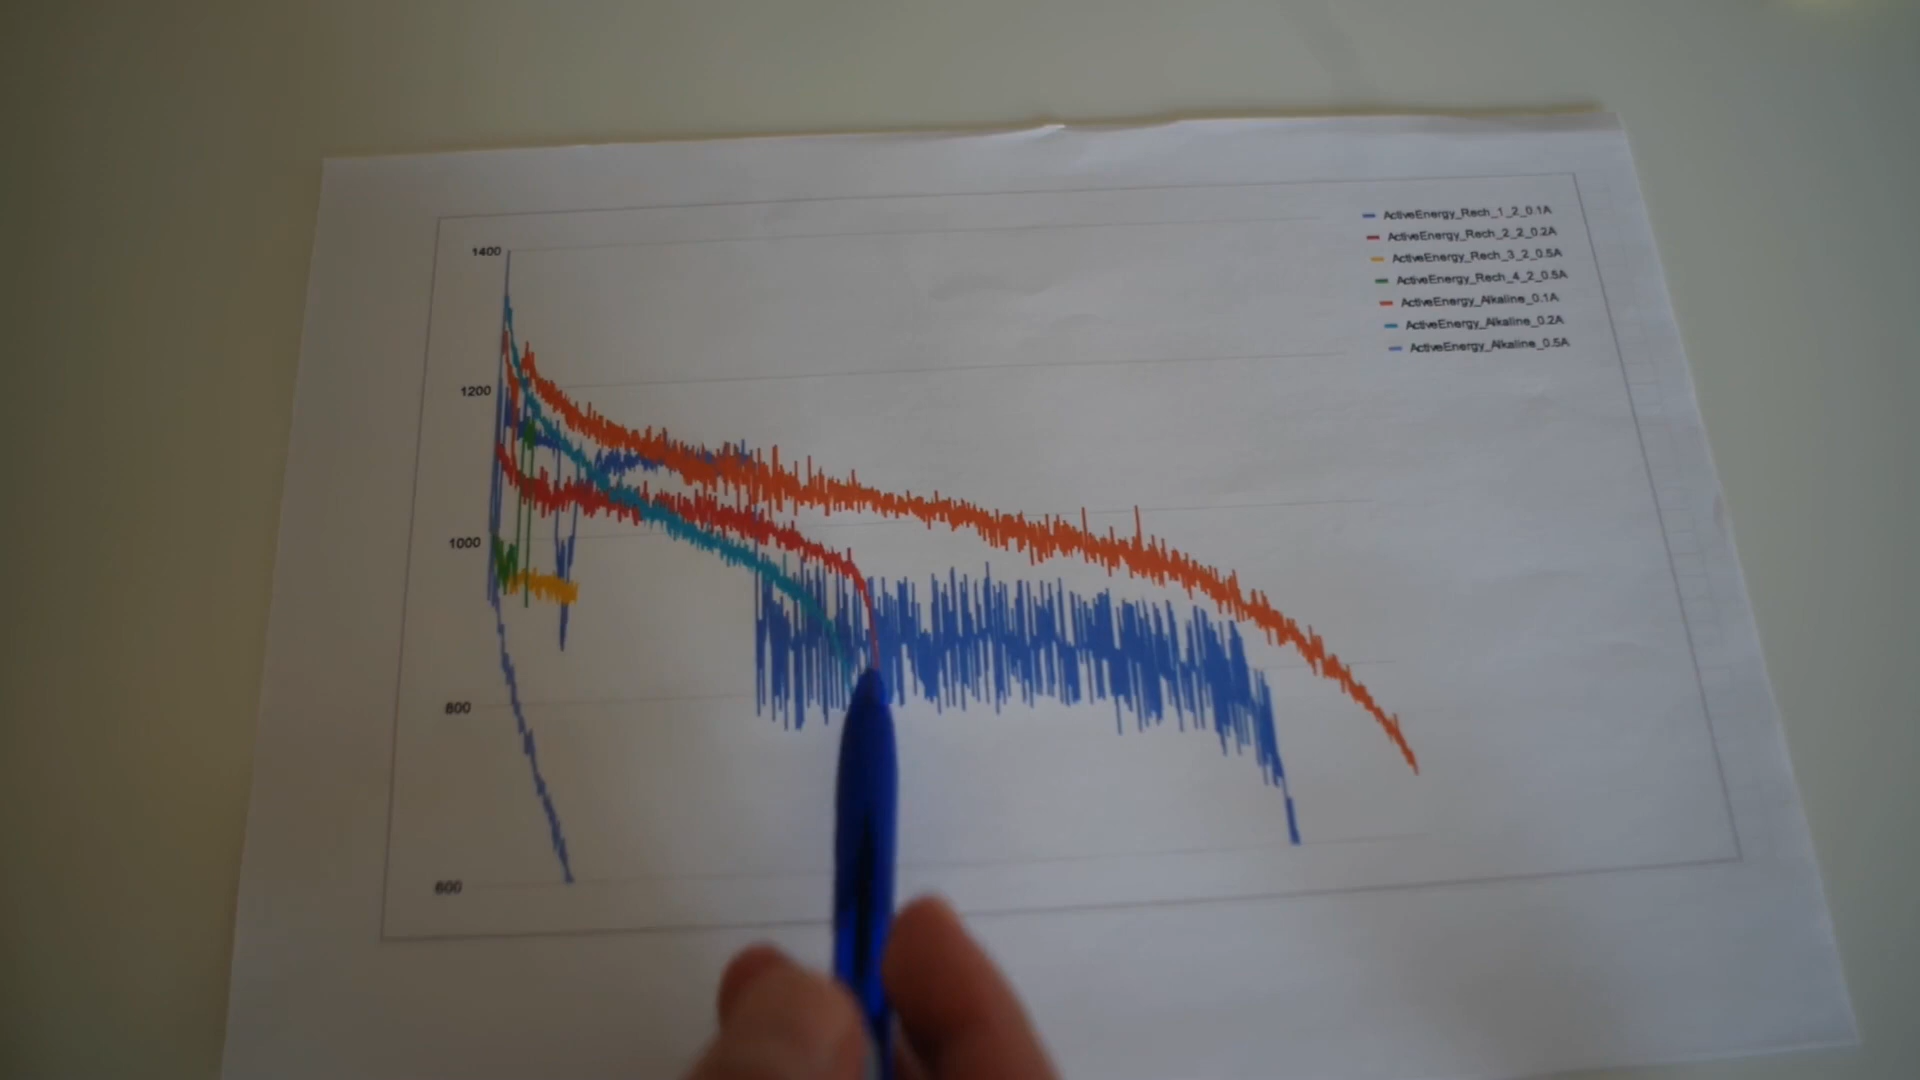 ActiveEnergy_Rech_1_2_0.1A
ActiveEnergy_Rech_2_2_0.2A
ActiveEnergy_Rech_3_2_0.5A
ActiveEnergy_Rech_4_2_0.5A
ActiveEnergy_Alkaline_0.1A
ActiveEnergy_Alkaline_0.2A
ActiveEnergy_Alkaline_0.5A
1400
1200
1000
800
600